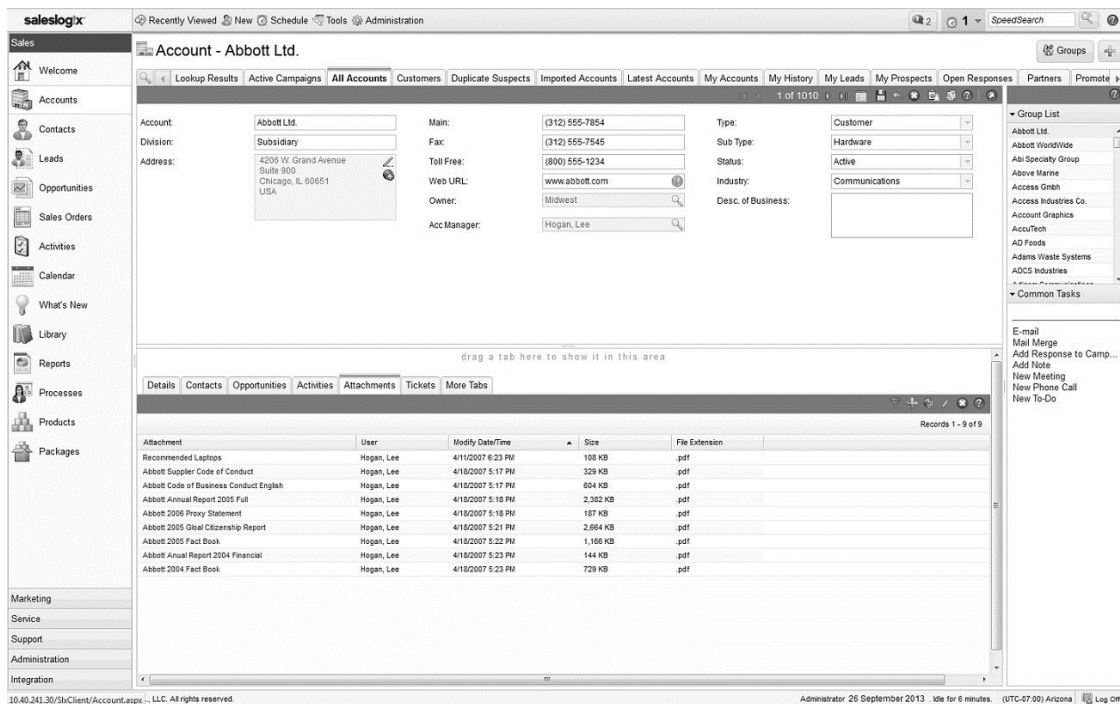 saleslogix
Recently Viewed New Schedule Tools Administration
2 1 SpeedSearch
Sales
Welcome
Accounts
Contacts
Leads
Opportunities
Sales Orders
Activities
Calendar
What's New
Library
Reports
Processes
Products
Packages
Marketing
Service
Support
Administration
Integration
Account - Abbott Ltd.
Groups
Lookup Results Active Campaigns All Accounts Customers Duplicate Suspects Imported Accounts Latest Accounts My Accounts My History My Leads My Prospects Open Responses Partners Promote
1 of 1010
Account: Abbott Ltd.
Division: Subsidiary
Address: 4206 W. Grand Avenue
Suite 900
Chicago, IL 60651
USA
Main: (312) 555-7854
Fax: (312) 555-7545
Toll Free: (800) 555-1234
Web URL: www.abbott.com
Owner: Midwest
Acc Manager: Hogan, Lee
Type: Customer
Sub Type: Hardware
Status: Active
Industry: Communications
Desc. of Business:
Group List
Abbott Ltd.
Abbott WorldWide
Abi Specialty Group
Above Marine
Access Gmbh
Access Industries Co.
Account Graphics
AccuTech
AD Foods
Adams Waste Systems
ADCS Industries
Common Tasks
E-mail
Mail Merge
Add Response to Camp...
Add Note
New Meeting
New Phone Call
New To-Do
drag a tab here to show it in this area
Details Contacts Opportunities Activities Attachments Tickets More Tabs
Records 1 - 9 of 9
Attachment User Modify Date/Time Size File Extension
Recommended Laptops Hogan, Lee 4/11/2007 6:23 PM 108 KB .pdf
Abbott Supplier Code of Conduct Hogan, Lee 4/18/2007 5:17 PM 329 KB .pdf
Abbott Code of Business Conduct English Hogan, Lee 4/18/2007 5:17 PM 604 KB .pdf
Abbott Annual Report 2005 Full Hogan, Lee 4/18/2007 5:18 PM 2,382 KB .pdf
Abbott 2006 Proxy Statement Hogan, Lee 4/18/2007 5:18 PM 187 KB .pdf
Abbott 2005 Gloal Citizenship Report Hogan, Lee 4/18/2007 5:21 PM 2,664 KB .pdf
Abbott 2005 Fact Book Hogan, Lee 4/18/2007 5:22 PM 1,166 KB .pdf
Abbott Anual Report 2004 Financial Hogan, Lee 4/18/2007 5:23 PM 144 KB .pdf
Abbott 2004 Fact Book Hogan, Lee 4/18/2007 5:23 PM 729 KB .pdf
10.40.241.30/SlxClient/Account.aspx ., LLC. All rights reserved.
Administrator 26 September 2013 . Idle for 6 minutes. (UTC-07:00) Arizona Log Off